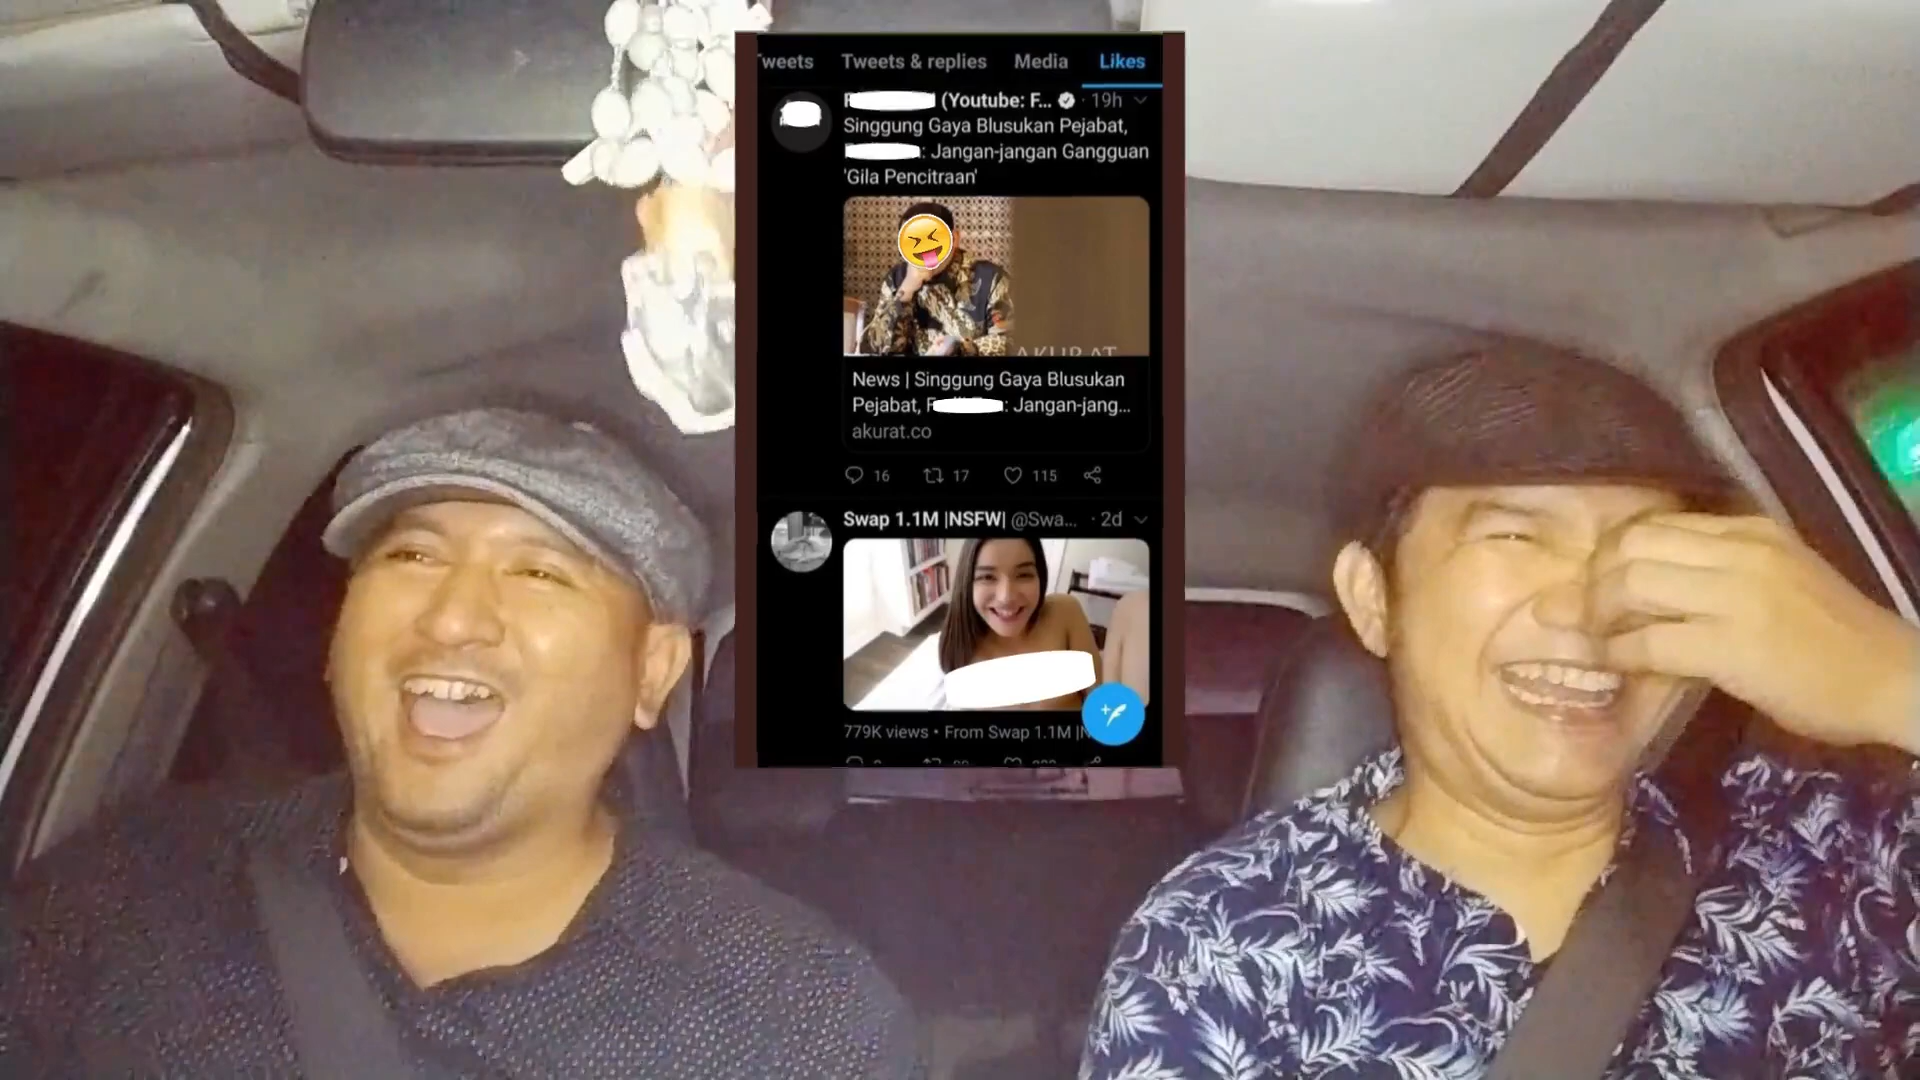 Tweets
Tweets & replies
Media
Likes
F (Youtube: F... · 19h
Singgung Gaya Blusukan Pejabat,
: Jangan-jangan Gangguan
'Gila Pencitraan'
AKURAT
News | Singgung Gaya Blusukan
Pejabat, F : Jangan-jang...
akurat.co
16
17
115
Swap 1.1M |NSFW| @Swa... · 2d
779K views • From Swap 1.1M |N